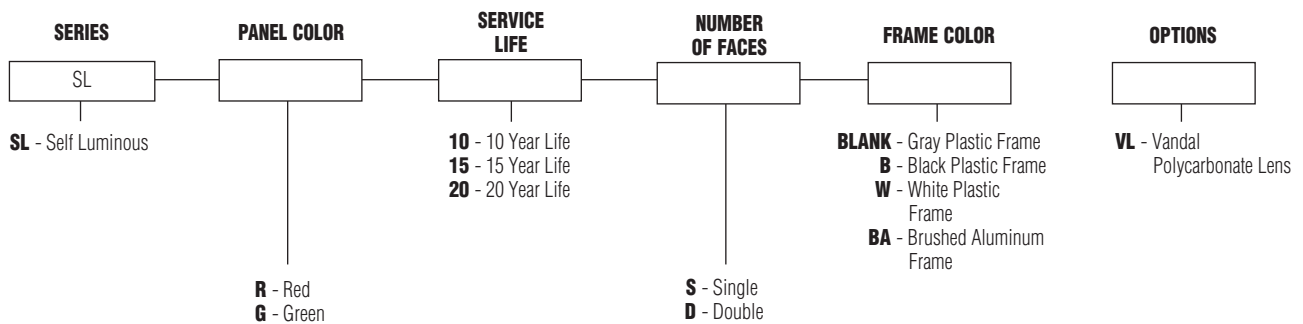 SERIES
PANEL COLOR
SERVICE
LIFE
NUMBER
OF FACES
FRAME COLOR
OPTIONS
SL
SL - Self Luminous
R - Red
G - Green
10 - 10 Year Life
15 - 15 Year Life
20 - 20 Year Life
S - Single
D - Double
BLANK - Gray Plastic Frame
B - Black Plastic Frame
W - White Plastic
Frame
BA - Brushed Aluminum
Frame
VL - Vandal
Polycarbonate Lens